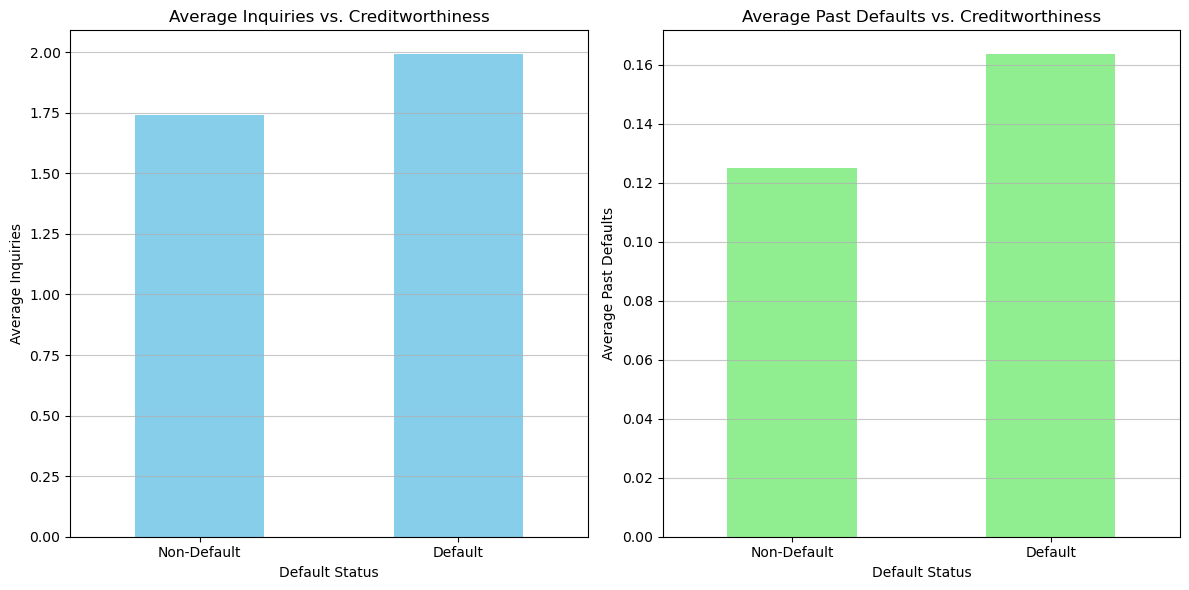 Average Inquiries vs. Creditworthiness
Average Inquiries
2.00
1.75
1.50
1.25
1.00
0.75
0.50
0.25
0.00
Non-Default
Default
Default Status
Average Past Defaults vs. Creditworthiness
Average Past Defaults
0.16
0.14
0.12
0.10
0.08
0.06
0.04
0.02
0.00
Non-Default
Default
Default Status